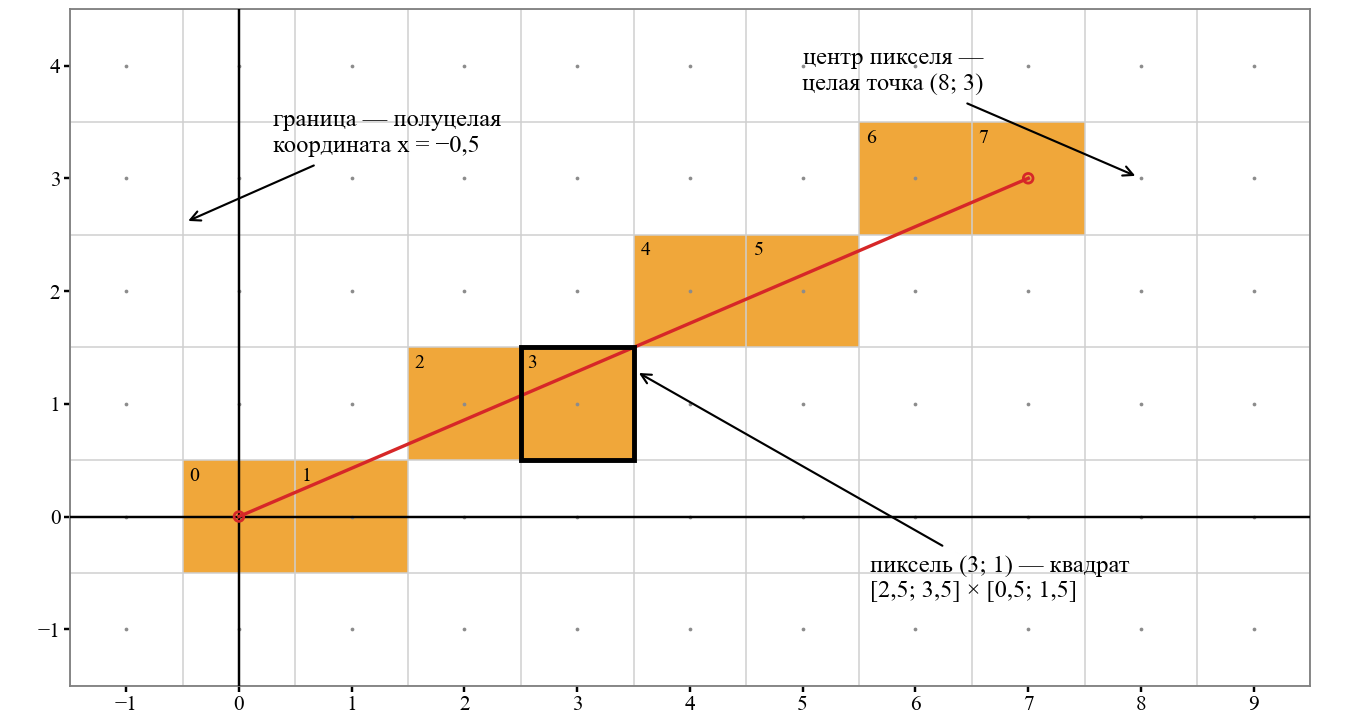 4
центр пикселя —
целая точка (8; 3)
граница — полуцелая
координата x = −0,5
6
7
3
4
5
2
2
3
1
0
1
0
пиксель (3; 1) — квадрат
[2,5; 3,5] × [0,5; 1,5]
−1
−1 0 1 2 3 4 5 6 7 8 9